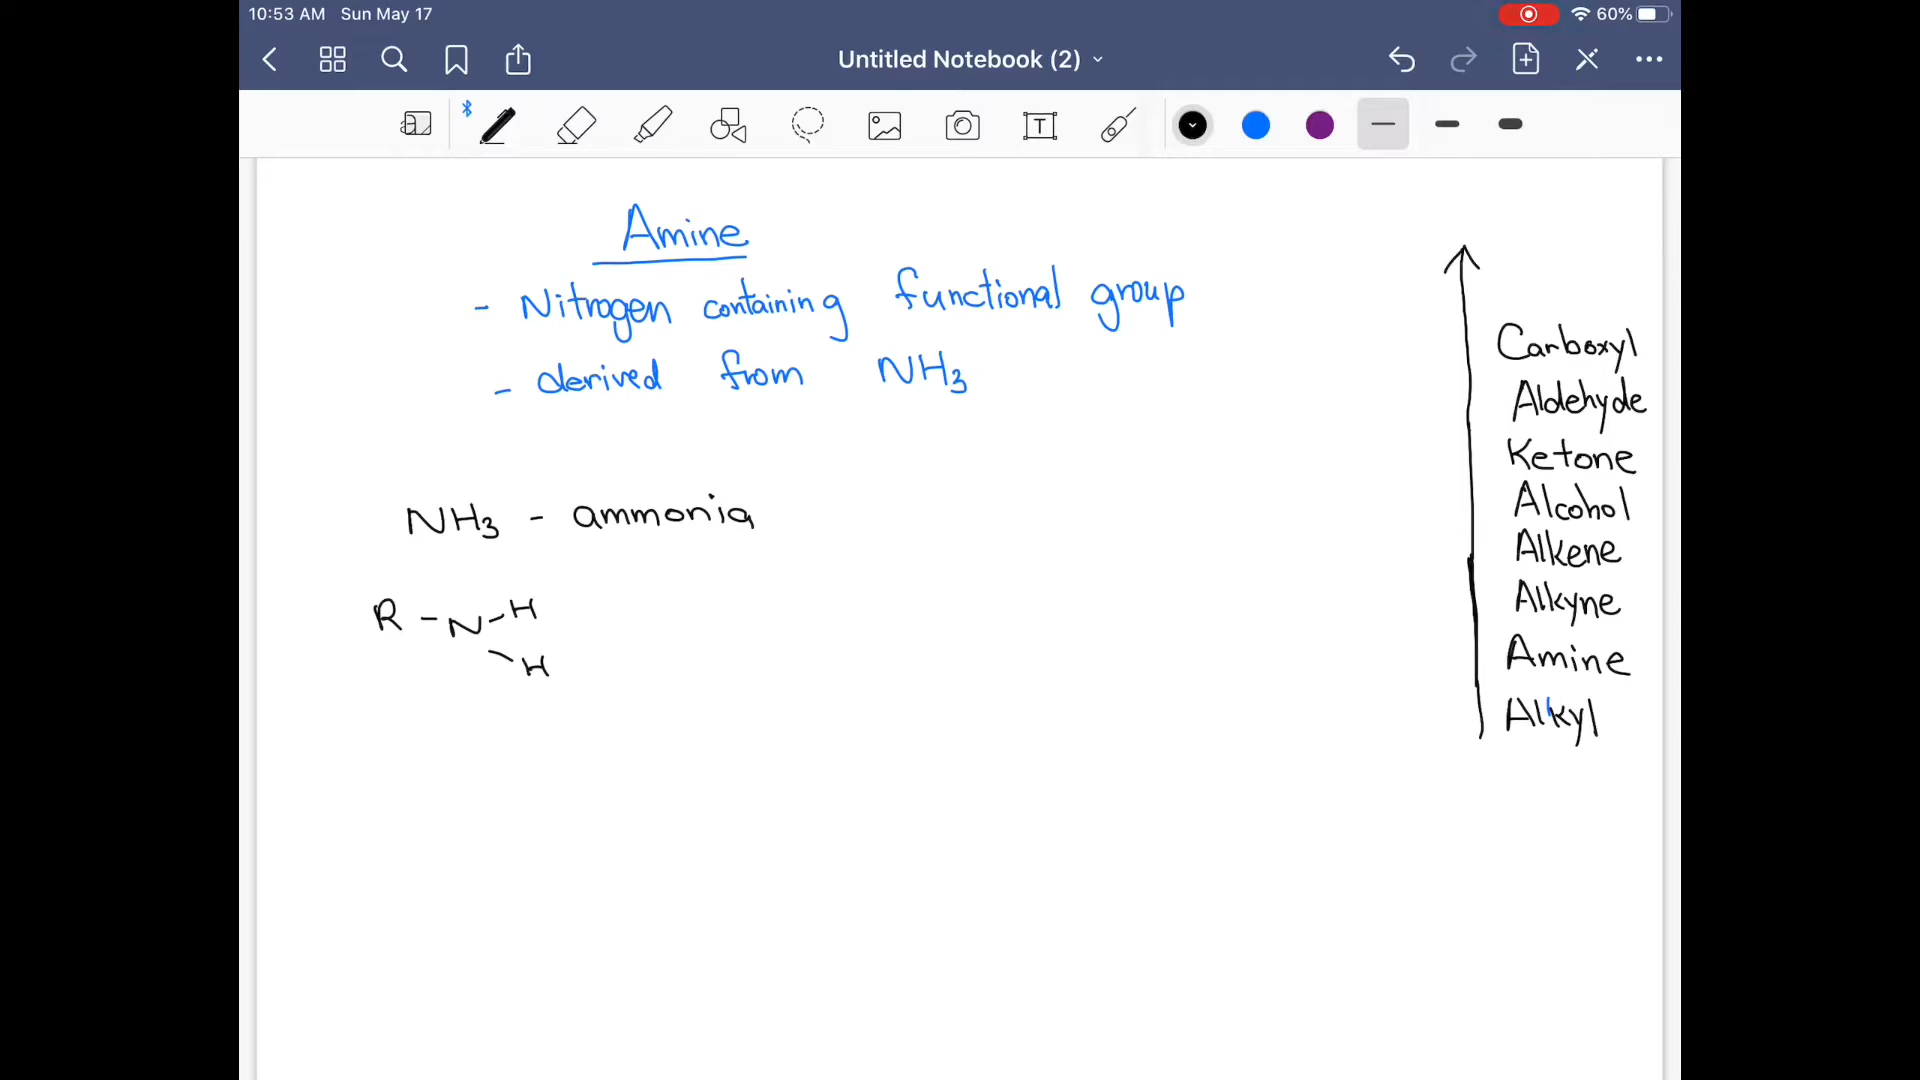 10:53 AM Sun May 17
60%
Untitled Notebook (2)
Amine
- Nitrogen containing functional group
- derived from NH3
NH3 - ammonia
R - N - H
- H
Carboxyl
Aldehyde
Ketone
Alcohol
Alkene
Alkyne
Amine
Alkyl